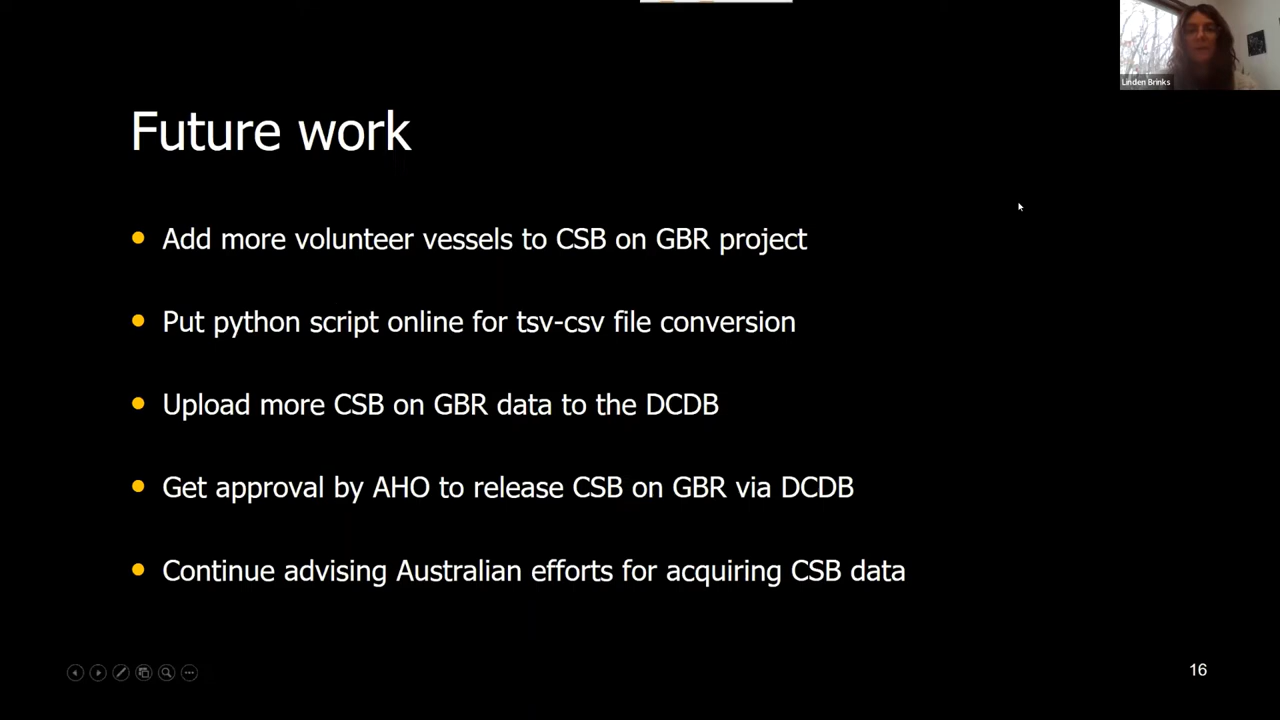 Linden Brinks
Future work
Add more volunteer vessels to CSB on GBR project
Put python script online for tsv-csv file conversion
Upload more CSB on GBR data to the DCDB
Get approval by AHO to release CSB on GBR via DCDB
Continue advising Australian efforts for acquiring CSB data
16